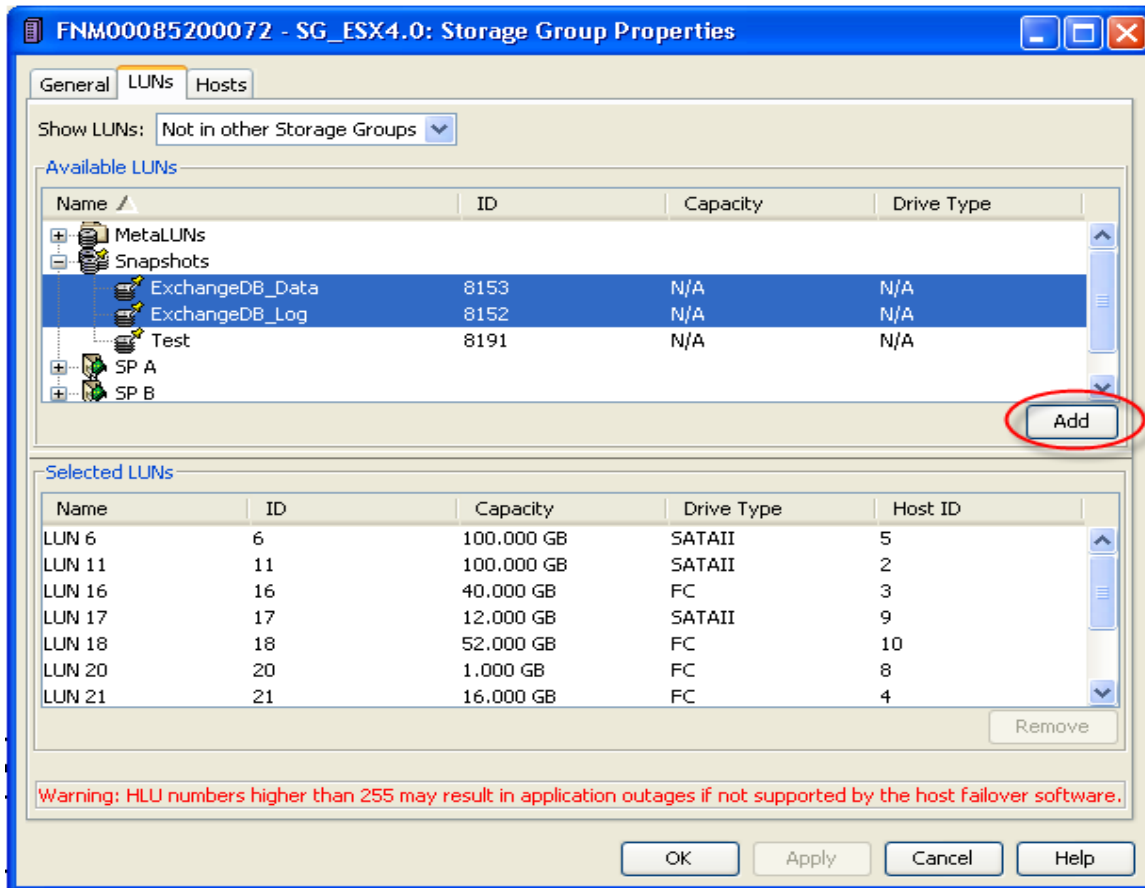 FNM00085200072 - SG_ESX4.0: Storage Group Properties
General LUNs Hosts
Show LUNs: Not in other Storage Groups
Available LUNs
Name ID Capacity Drive Type
MetaLUNs
Snapshots
ExchangeDB_Data 8153 N/A N/A
ExchangeDB_Log 8152 N/A N/A
Test 8191 N/A N/A
SP A
SP B
Add
Selected LUNs
Name ID Capacity Drive Type Host ID
LUN 6 6 100.000 GB SATAII 5
LUN 11 11 100.000 GB SATAII 2
LUN 16 16 40.000 GB FC 3
LUN 17 17 12.000 GB SATAII 9
LUN 18 18 52.000 GB FC 10
LUN 20 20 1.000 GB FC 8
LUN 21 21 16.000 GB FC 4
Remove
Warning: HLU numbers higher than 255 may result in application outages if not supported by the host failover software.
OK Apply Cancel Help